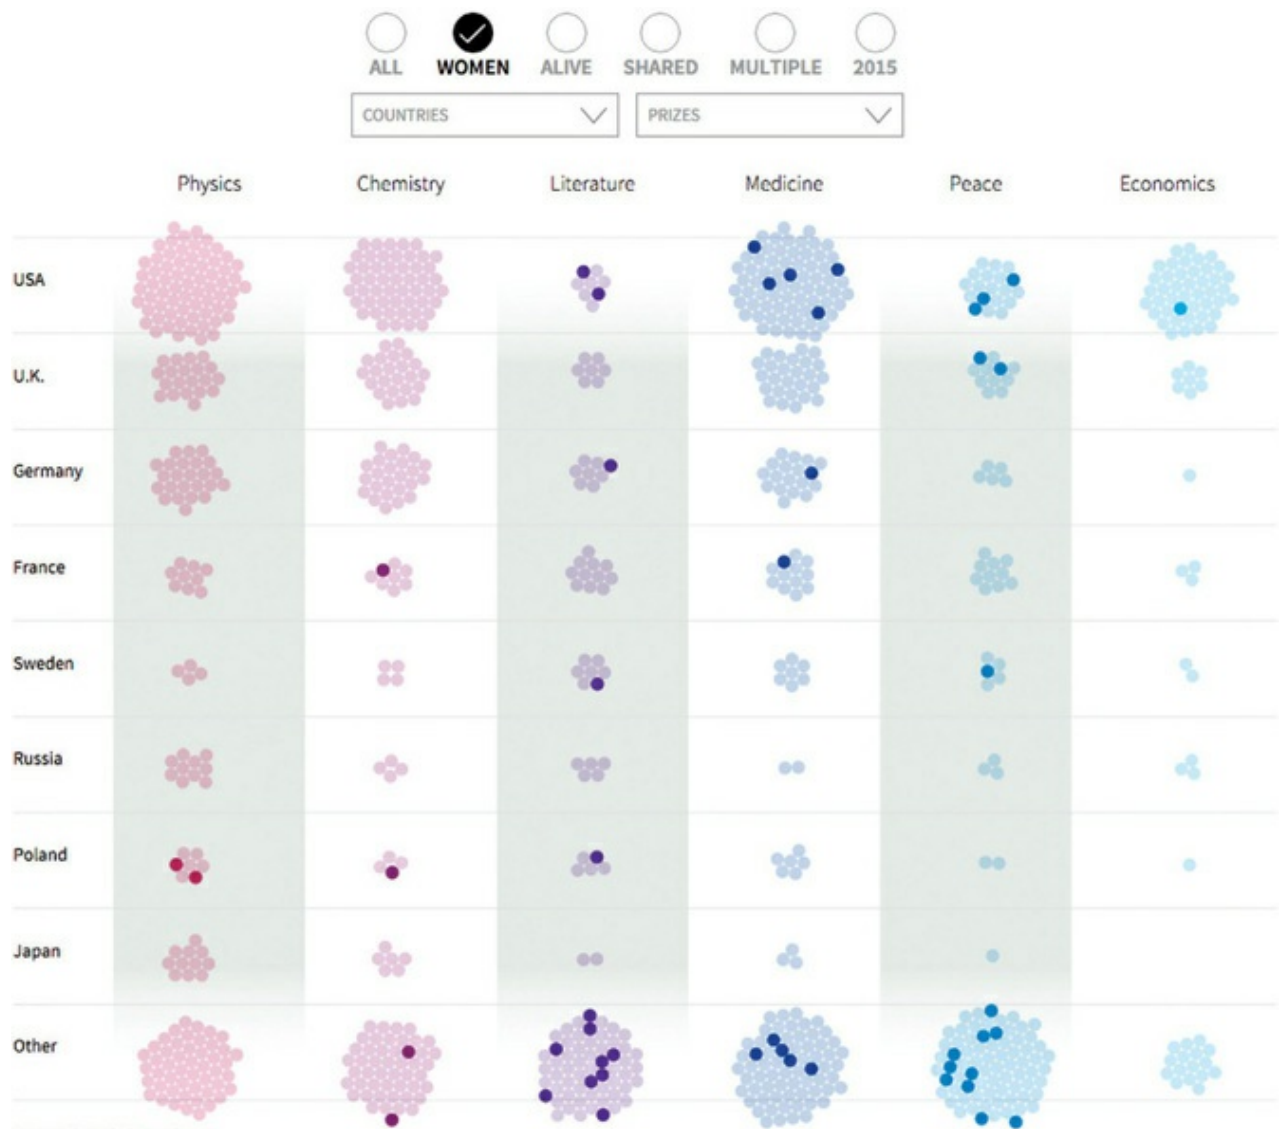 ALL WOMEN ALIVE SHARED MULTIPLE 2015
COUNTRIES PRIZES
Physics Chemistry Literature Medicine Peace Economics
USA
U.K.
Germany
France
Sweden
Russia
Poland
Japan
Other